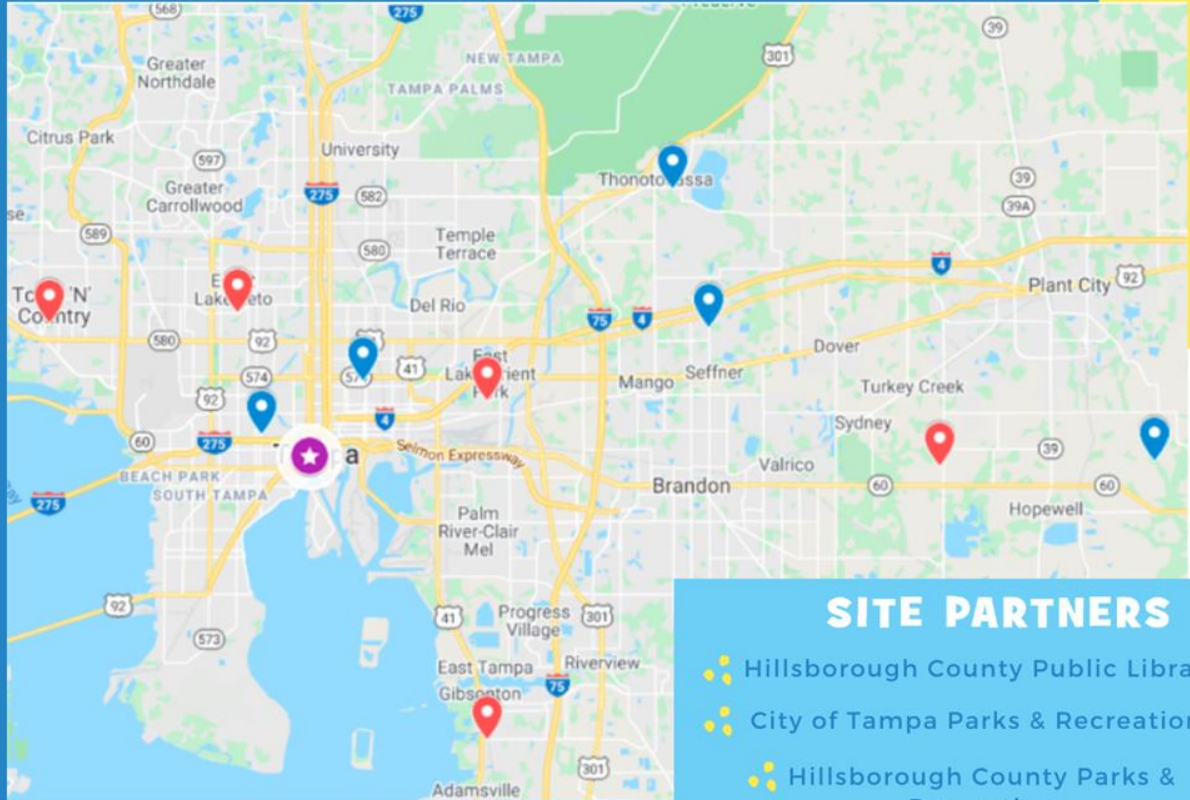 568
275
39
NEW TAMPA
301
Greater
Northdale
TAMPA PALMS
Citrus Park
597
University
Greater
Carrollwood
275
582
39
39A
589
580
Temple
Terrace
4
Plant City
92
Del Rio
75
4
580
92
41
East
574
Mango
Seffner
Dover
92
Turkey Creek
60
275
4
Sydney
39
Selmon Expressway
a
Valrico
BEACH PARK
SOUTH TAMPA
Brandon
60
60
275
Hopewell
Palm
River-Clair
Mel
92
41
Progress
Village
301
573
East Tampa
Riverview
Gibsonton
75
301
Adamsville
SITE PARTNERS
Hillsborough County Public
City of Tampa Parks &
Hillsborough County Parks &